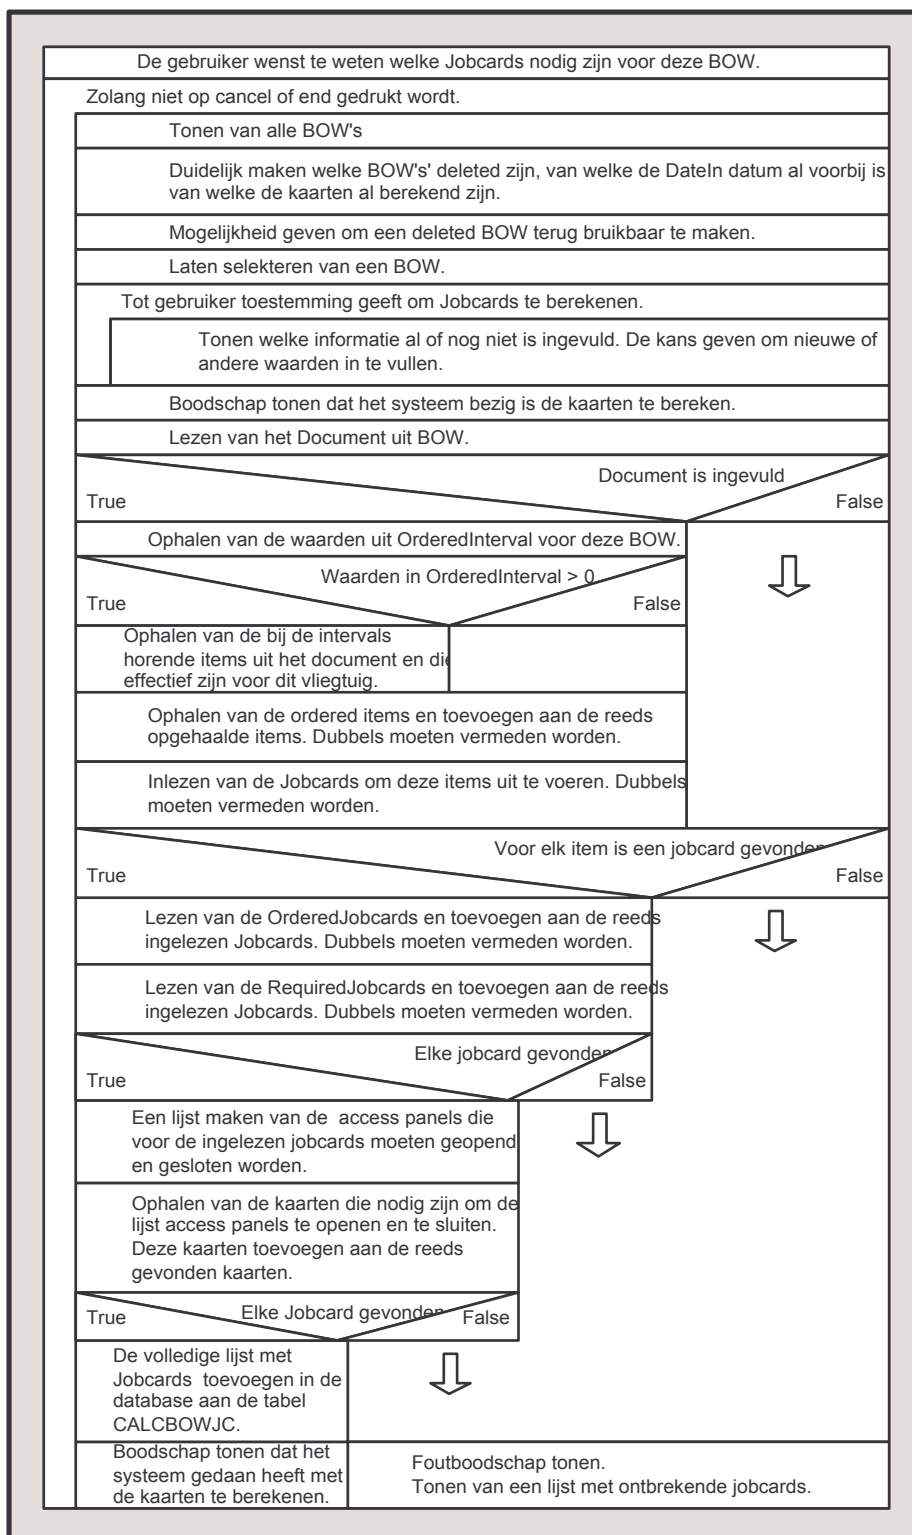 De gebruiker wenst te weten welke Jobcards nodig zijn voor deze BOW.
Zolang niet op cancel of end gedrukt wordt.
Tonen van alle BOW's
Duidelijk maken welke BOW's' deleted zijn, van welke de DateIn datum al voorbij is
van welke de kaarten al berekend zijn.
Mogelijkheid geven om een deleted BOW terug bruikbaar te maken.
Laten selekteren van een BOW.
Tot gebruiker toestemming geeft om Jobcards te berekenen.
Tonen welke informatie al of nog niet is ingevuld. De kans geven om nieuwe of
andere waarden in te vullen.
Boodschap tonen dat het systeem bezig is de kaarten te bereken.
Lezen van het Document uit BOW.
Document is ingevuld
True
False
Ophalen van de waarden uit OrderedInterval voor deze BOW.
Waarden in OrderedInterval > 0
True
False
Ophalen van de bij de intervals
horende items uit het document en die
effectief zijn voor dit vliegtuig.
Ophalen van de ordered items en toevoegen aan de reeds
opgehaalde items. Dubbels moeten vermeden worden.
Inlezen van de Jobcards om deze items uit te voeren. Dubbels
moeten vermeden worden.
Voor elk item is een jobcard gevonden
True
False
Lezen van de OrderedJobcards en toevoegen aan de reeds
ingelezen Jobcards. Dubbels moeten vermeden worden.
Lezen van de RequiredJobcards en toevoegen aan de reeds
ingelezen Jobcards. Dubbels moeten vermeden worden.
Elke jobcard gevonden
True
False
Een lijst maken van de access panels die
voor de ingelezen jobcards moeten geopend
en gesloten worden.
Ophalen van de kaarten die nodig zijn om de
lijst access panels te openen en te sluiten.
Deze kaarten toevoegen aan de reeds
gevonden kaarten.
Elke Jobcard gevonden
True
False
De volledige lijst met
Jobcards toevoegen in de
database aan de tabel
CALCBOWJC.
Boodschap tonen dat het
systeem gedaan heeft met
de kaarten te berekenen.
Foutboodschap tonen.
Tonen van een lijst met ontbrekende jobcards.